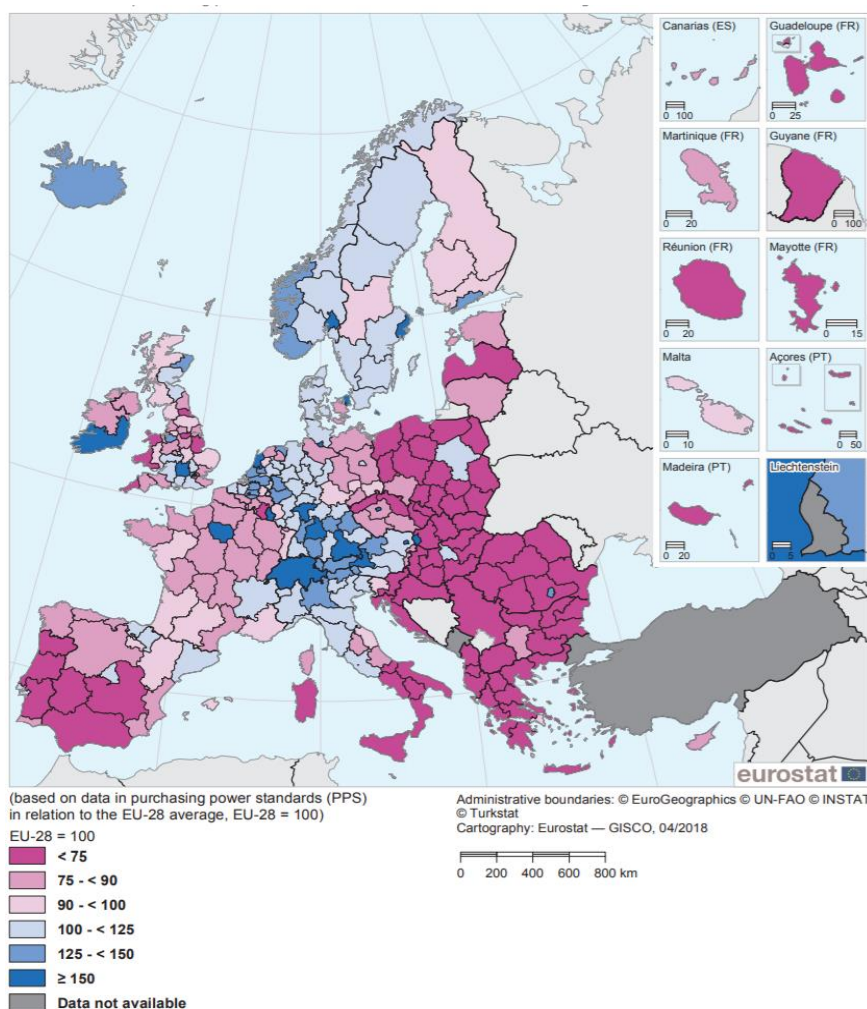 Canarias (ES)
0 100
Guadeloupe (FR)
0 25
Martinique (FR)
0 20
Guyane (FR)
0 100
Réunion (FR)
0 20
Mayotte (FR)
0 15
Malta
0 10
Açores (PT)
0 50
Madeira (PT)
0 20
Liechtenstein
0 5
eurostat
(based on data in purchasing power standards (PPS)
in relation to the EU-28 average, EU-28 = 100)
EU-28 = 100
< 75
75 - < 90
90 - < 100
100 - < 125
125 - < 150
≥ 150
Data not available
Administrative boundaries: © EuroGeographics © UN-FAO © INSTAT
© Turkstat
Cartography: Eurostat — GISCO, 04/2018
0 200 400 600 800 km